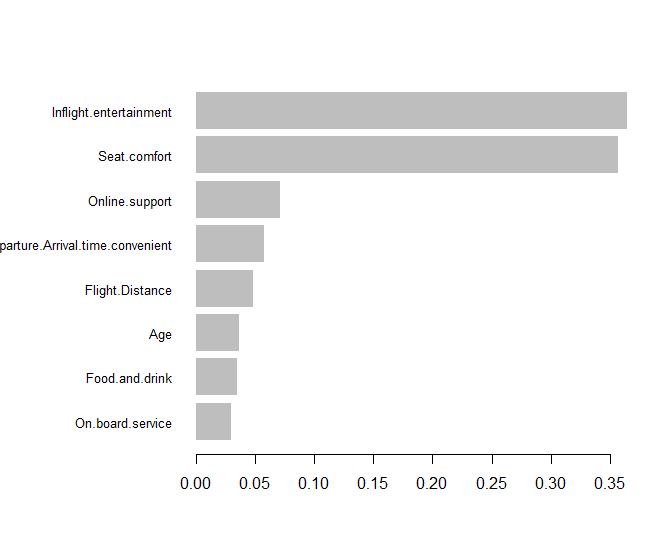 Inflight.entertainment
Seat.comfort
Online.support
parture.Arrival.time.convenient
Flight.Distance
Age
Food.and.drink
On.board.service
0.00 0.05 0.10 0.15 0.20 0.25 0.30 0.35